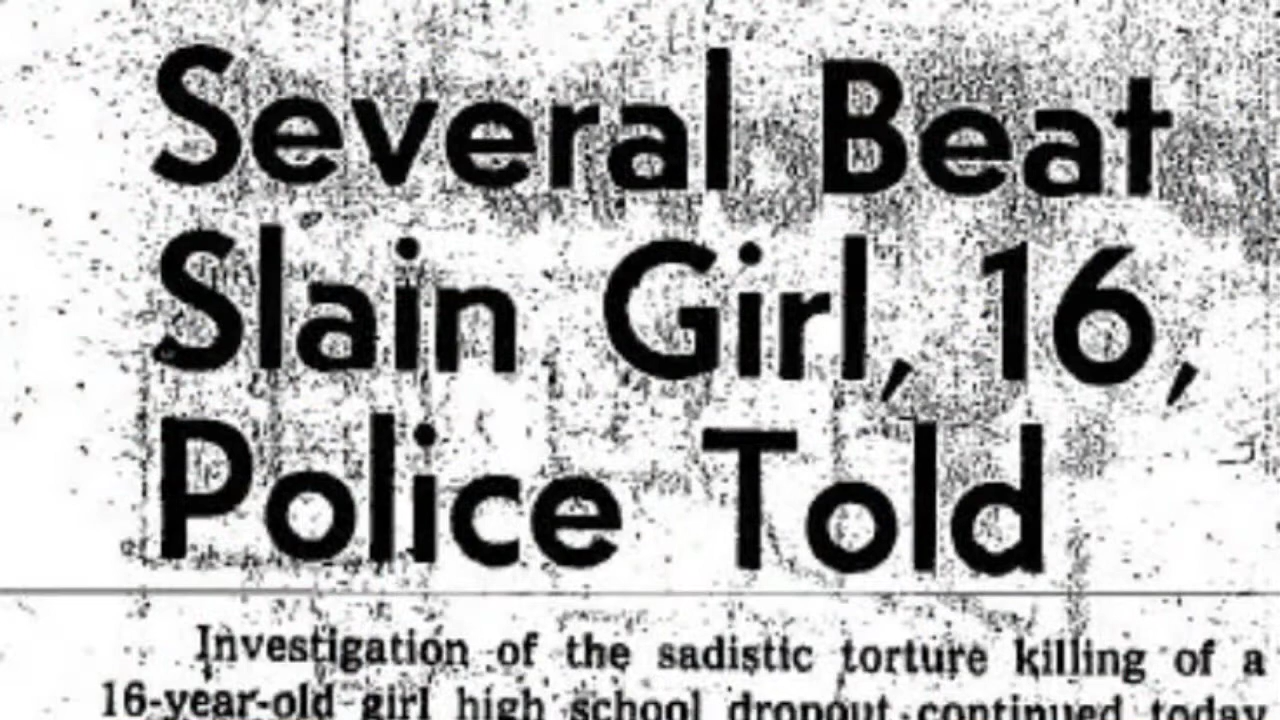 Several Beat
Slain Girl, 16,
Police Told
Investigation of the sadistic torture killing of a
16-year-old girl high school dropout continued today